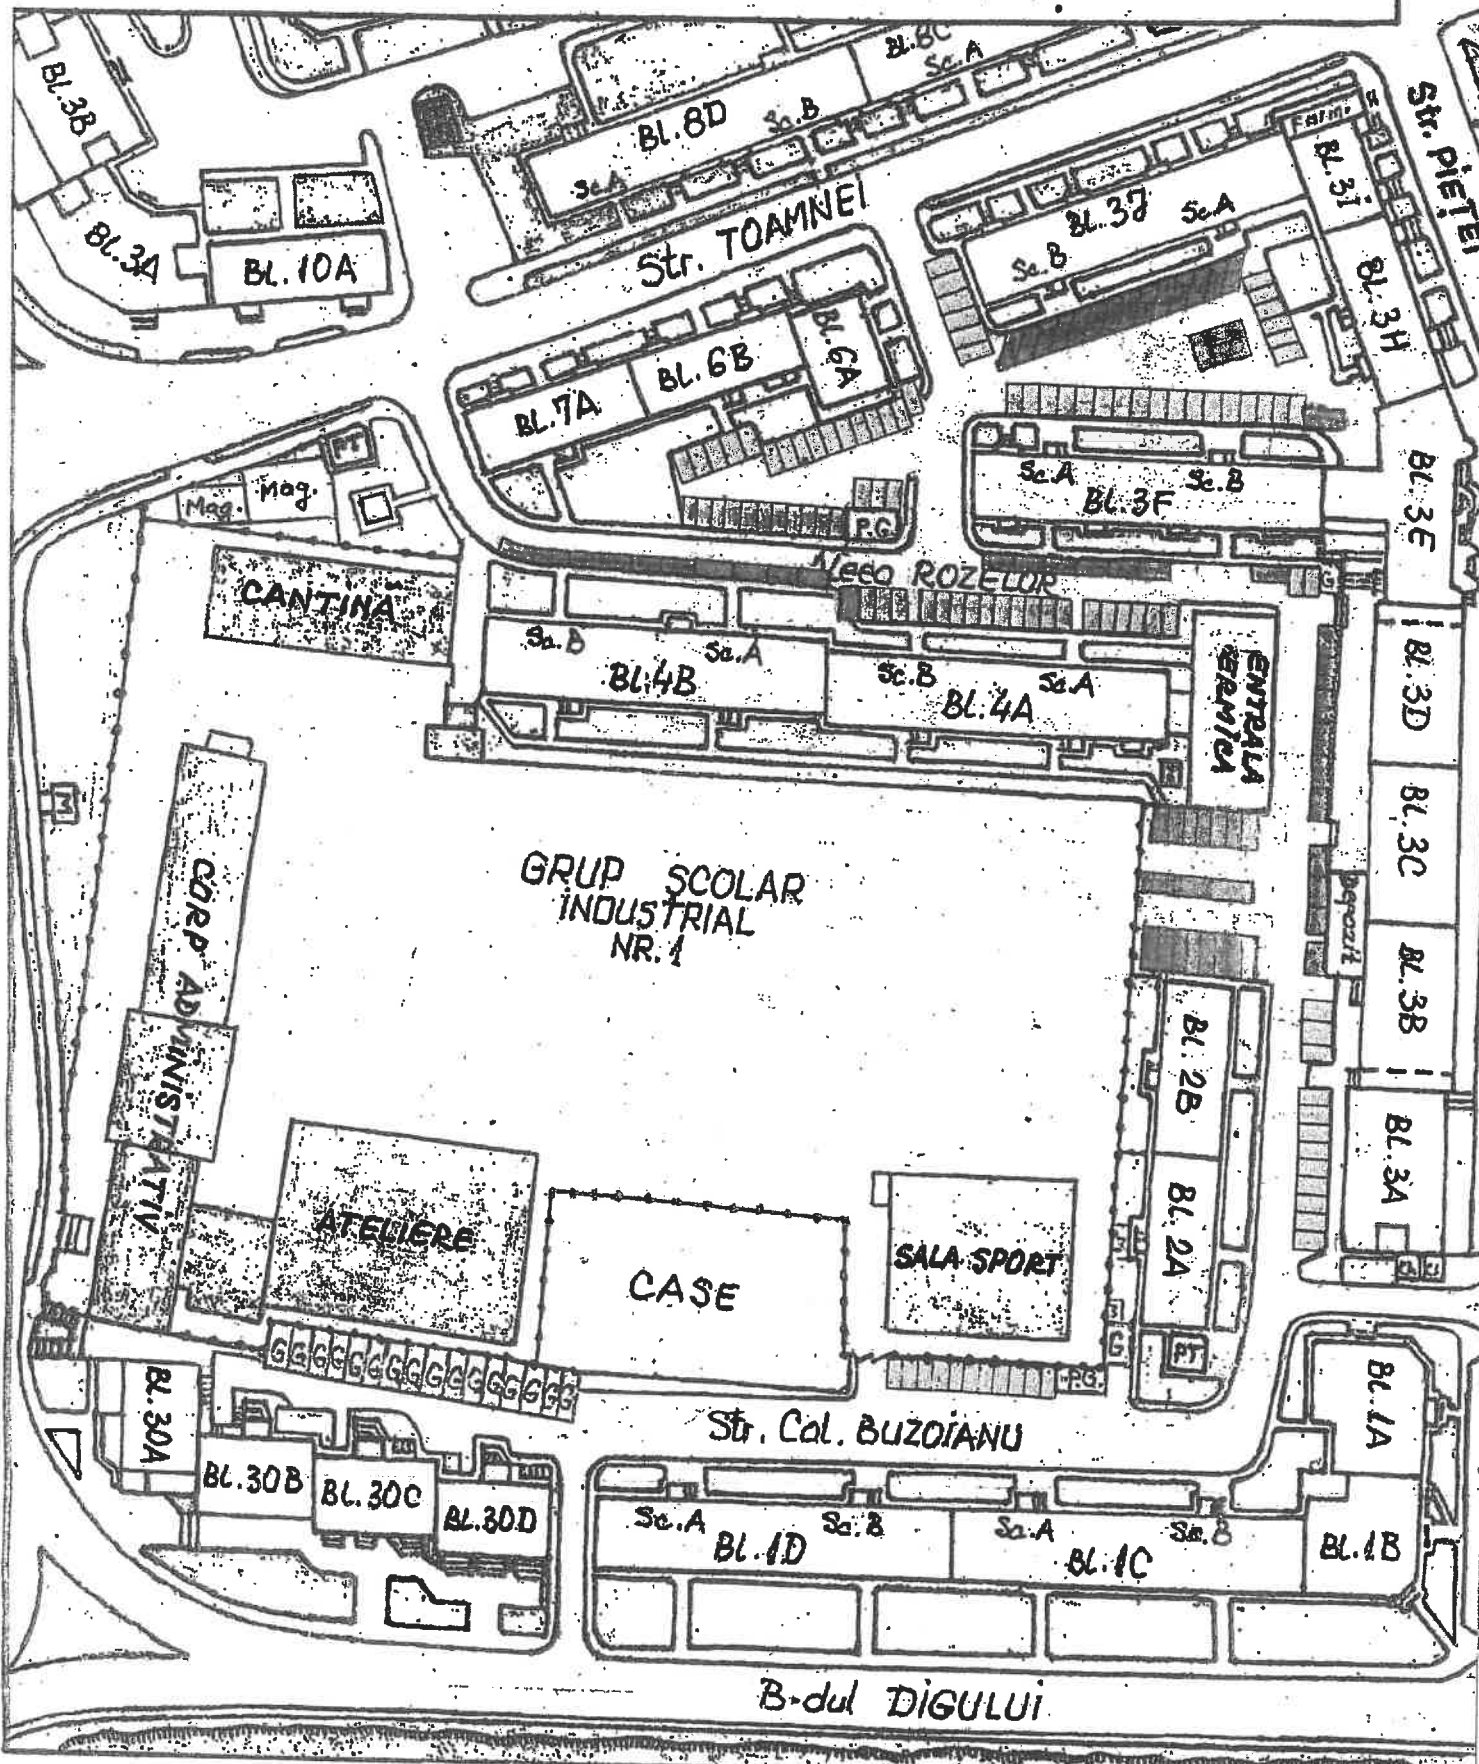 BL.8C
Sc.A
BL.3B
BL.8D
Sc.B
Sc.A
Str. PIEȚEI
Farm.
BL.3I
BL.3J
Sc.A
Sc.B
Str. TOAMNEI
BL.3A
BL.10A
BL.3H
BL.6A
BL.6B
BL.7A
PT
Mag.
Mag.
Sc.A
Sc.B
BL.3F
BL.3E
P.G.
ROZELOR
G
CANTINA
Sc.B
Sc.A
BL.4B
Sc.B
Sc.A
BL.4A
ENTRALA
ERMICA
BL.3D
BL.3C
M
CORP ADMINISTRATIV
GRUP ȘCOLAR
INDUSTRIAL
NR.1
Depozit
BL.3B
BL.2B
BL.3A
ATELIERE
CASE
SALA SPORT
BL.2A
G
PT
G G G G G G G G G G G G G G G G
P.G.
BL.1A
BL.30A
Str. Col. BUZOIANU
BL.30B
BL.30C
BL.30D
Sc.A
Sc.B
BL.1D
Sc.A
Sc.B
BL.1C
BL.1B
B-dul DIGULUI